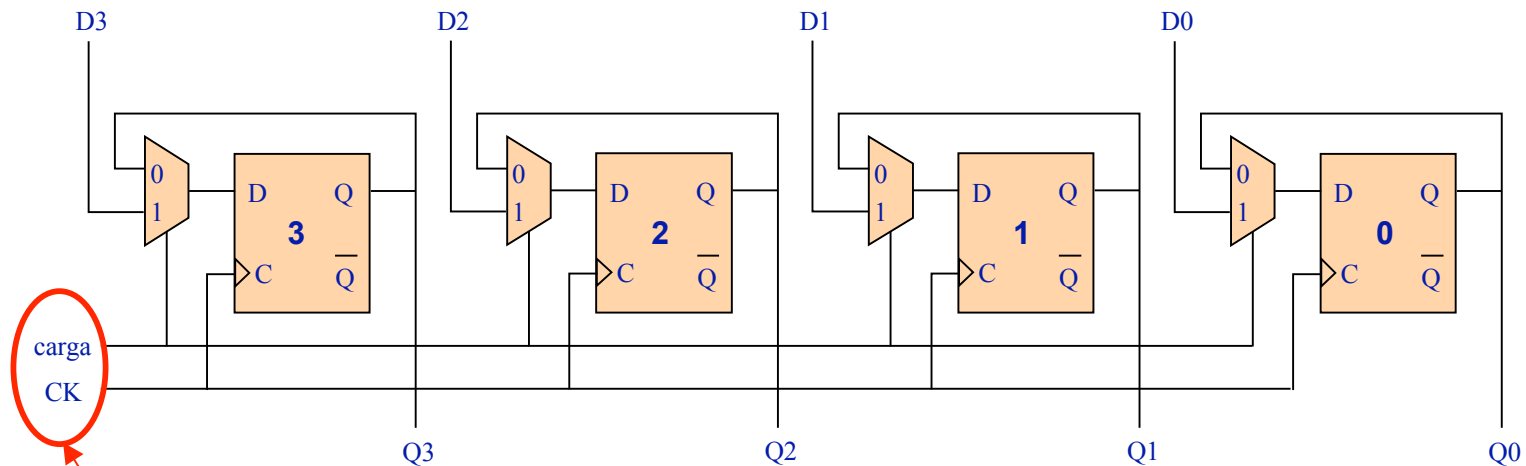 D3 D2 D1 D0
0 0 0 0
D Q D Q D Q D Q
1 1 1 1
3 2 1 0
C Q̅ C Q̅ C Q̅ C Q̅
carga
CK
Q3 Q2 Q1 Q0